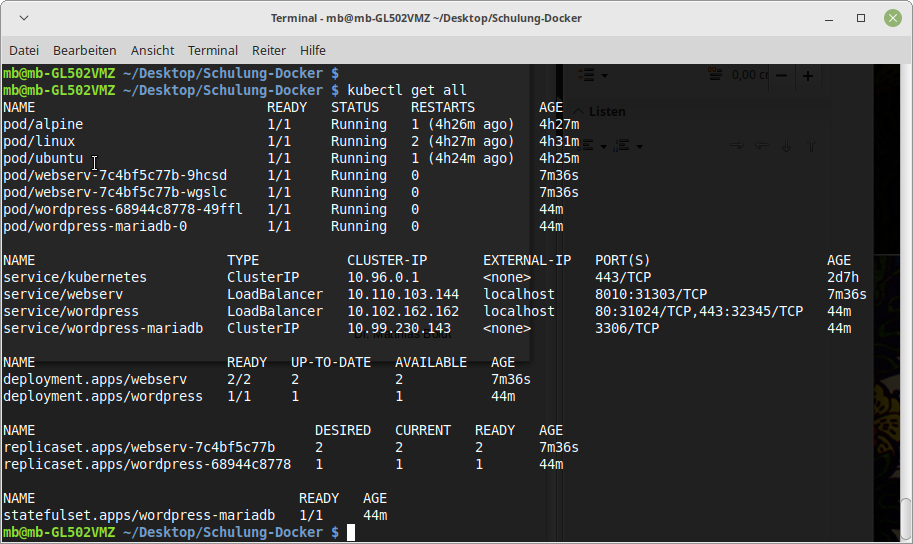 Terminal - mb@mb-GL502VMZ ~/Desktop/Schulung-Docker
Datei Bearbeiten Ansicht Terminal Reiter Hilfe
mb@mb-GL502VMZ ~/Desktop/Schulung-Docker $
mb@mb-GL502VMZ ~/Desktop/Schulung-Docker $ kubectl get all
NAME READY STATUS RESTARTS AGE
pod/alpine 1/1 Running 1 (4h26m ago) 4h27m
pod/linux 1/1 Running 2 (4h27m ago) 4h31m
pod/ubuntu 1/1 Running 1 (4h24m ago) 4h25m
pod/webserv-7c4bf5c77b-9hcsd 1/1 Running 0 7m36s
pod/webserv-7c4bf5c77b-wgslc 1/1 Running 0 7m36s
pod/wordpress-68944c8778-49ffl 1/1 Running 0 44m
pod/wordpress-mariadb-0 1/1 Running 0 44m
NAME TYPE CLUSTER-IP EXTERNAL-IP PORT(S) AGE
service/kubernetes ClusterIP 10.96.0.1 <none> 443/TCP 2d7h
service/webserv LoadBalancer 10.110.103.144 localhost 8010:31303/TCP 7m36s
service/wordpress LoadBalancer 10.102.162.162 localhost 80:31024/TCP,443:32345/TCP 44m
service/wordpress-mariadb ClusterIP 10.99.230.143 <none> 3306/TCP 44m
NAME READY UP-TO-DATE AVAILABLE AGE
deployment.apps/webserv 2/2 2 2 7m36s
deployment.apps/wordpress 1/1 1 1 44m
NAME DESIRED CURRENT READY AGE
replicaset.apps/webserv-7c4bf5c77b 2 2 2 7m36s
replicaset.apps/wordpress-68944c8778 1 1 1 44m
NAME READY AGE
statefulset.apps/wordpress-mariadb 1/1 44m
mb@mb-GL502VMZ ~/Desktop/Schulung-Docker $
0,00
Listen